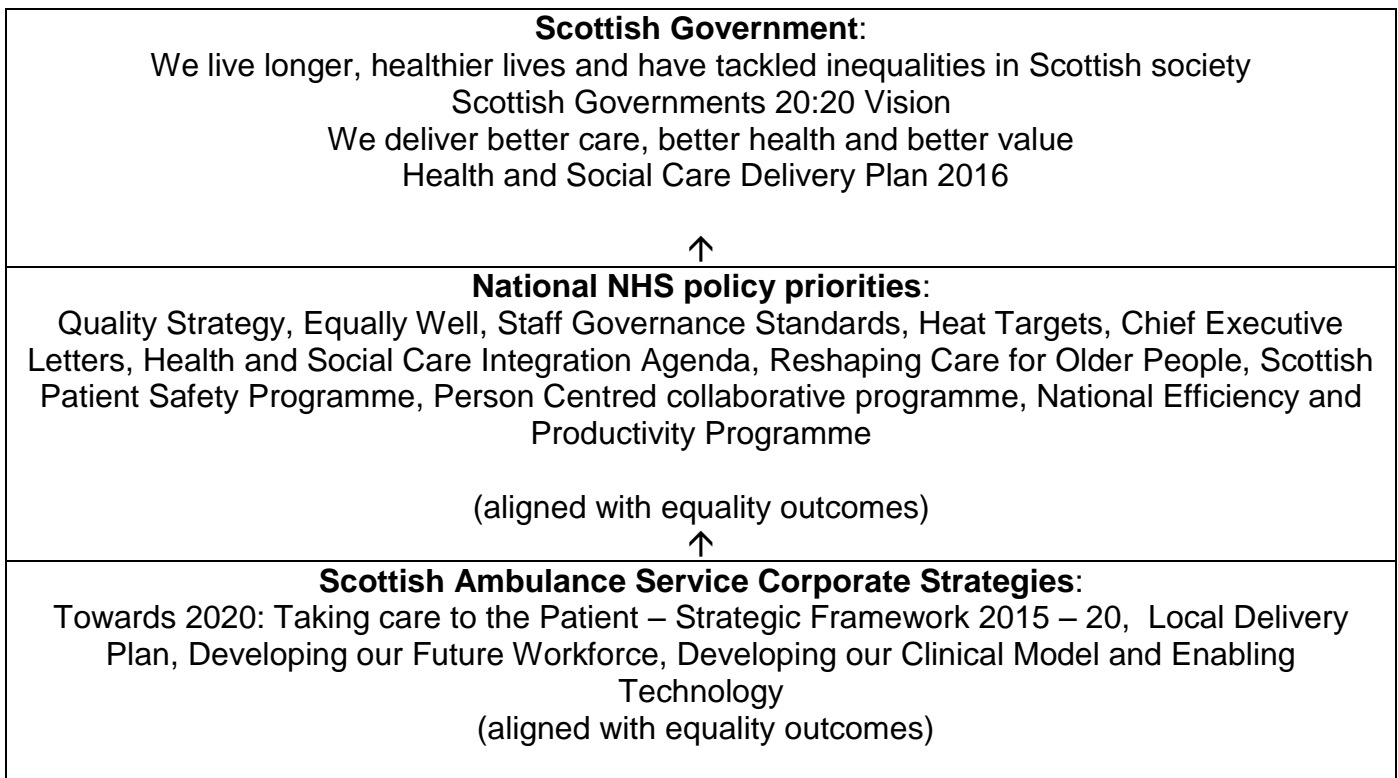 Scottish Government:
We live longer, healthier lives and have tackled inequalities in Scottish society
Scottish Governments 20:20 Vision
We deliver better care, better health and better value
Health and Social Care Delivery Plan 2016
↑
National NHS policy priorities:
Quality Strategy, Equally Well, Staff Governance Standards, Heat Targets, Chief Executive
Letters, Health and Social Care Integration Agenda, Reshaping Care for Older People, Scottish
Patient Safety Programme, Person Centred collaborative programme, National Efficiency and
Productivity Programme
(aligned with equality outcomes)
↑
Scottish Ambulance Service Corporate Strategies:
Towards 2020: Taking care to the Patient – Strategic Framework 2015 – 20, Local Delivery
Plan, Developing our Future Workforce, Developing our Clinical Model and Enabling
Technology
(aligned with equality outcomes)